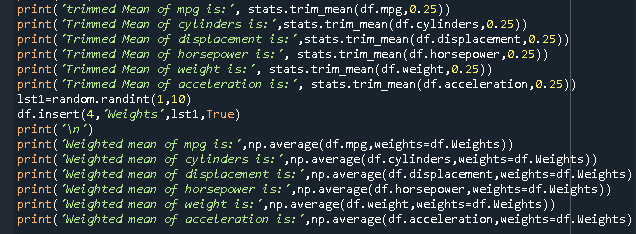 print('trimmed Mean of mpg is:', stats.trim_mean(df.mpg,0.25))
print('Trimmed Mean of cylinders is:',stats.trim_mean(df.cylinders,0.25))
print('Trimmed Mean of displacement is:',stats.trim_mean(df.displacement,0.25))
print('Trimmed Mean of horsepower is:',stats.trim_mean(df.horsepower,0.25))
print('Trimmed Mean of weight is:', stats.trim_mean(df.weight,0.25))
print('Trimmed Mean of acceleration is:', stats.trim_mean(df.acceleration,0.25))
lst1=random.randint(1,10)
df.insert(4,'Weights',lst1,True)
print('\n')
print('Weighted mean of mpg is:',np.average(df.mpg,weights=df.Weights))
print('Weighted mean of cylinders is:',np.average(df.cylinders,weights=df.Weights))
print('Weighted mean of displacement is:',np.average(df.displacement,weights=df.Weights)
print('Weighted mean of horsepower is:',np.average(df.horsepower,weights=df.Weights))
print('Weighted mean of weight is:',np.average(df.weight,weights=df.Weights))
print('Weighted mean of acceleration is:',np.average(df.acceleration,weights=df.Weights)